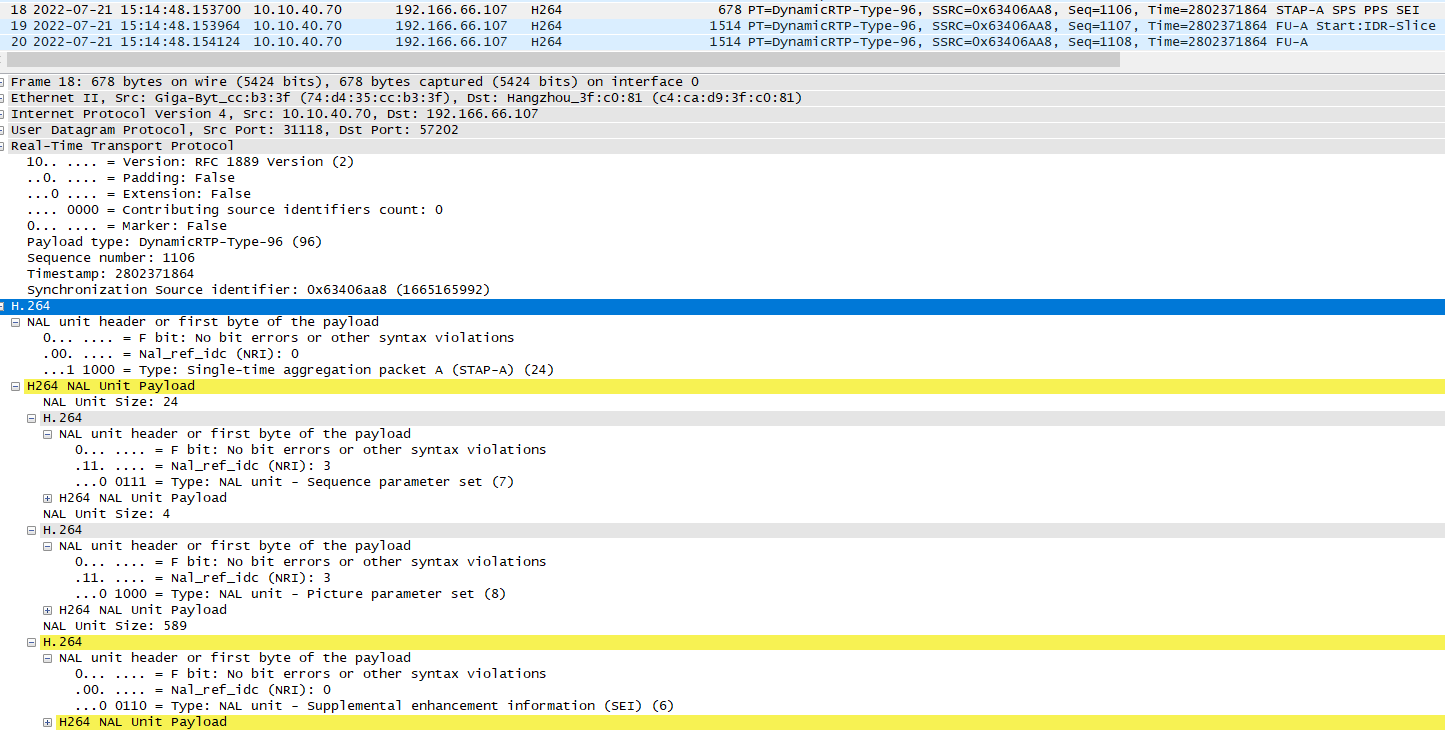 18 2022-07-21 15:14:48.153700 10.10.40.70 192.166.66.107 H264 678 PT=DynamicRTP-Type-96, SSRC=0x63406AA8, Seq=1106, Time=2802371864 STAP-A SPS PPS SEI
19 2022-07-21 15:14:48.153964 10.10.40.70 192.166.66.107 H264 1514 PT=DynamicRTP-Type-96, SSRC=0x63406AA8, Seq=1107, Time=2802371864 FU-A Start:IDR-Slice
20 2022-07-21 15:14:48.154124 10.10.40.70 192.166.66.107 H264 1514 PT=DynamicRTP-Type-96, SSRC=0x63406AA8, Seq=1108, Time=2802371864 FU-A
Frame 18: 678 bytes on wire (5424 bits), 678 bytes captured (5424 bits) on interface 0
Ethernet II, Src: Giga-Byt_cc:b3:3f (74:d4:35:cc:b3:3f), Dst: Hangzhou_3f:c0:81 (c4:ca:d9:3f:c0:81)
Internet Protocol Version 4, Src: 10.10.40.70, Dst: 192.166.66.107
User Datagram Protocol, Src Port: 31118, Dst Port: 57202
Real-Time Transport Protocol
10.. .... = Version: RFC 1889 Version (2)
..0. .... = Padding: False
...0 .... = Extension: False
.... 0000 = Contributing source identifiers count: 0
0... .... = Marker: False
Payload type: DynamicRTP-Type-96 (96)
Sequence number: 1106
Timestamp: 2802371864
Synchronization Source identifier: 0x63406aa8 (1665165992)
H.264
NAL unit header or first byte of the payload
0... .... = F bit: No bit errors or other syntax violations
.00. .... = Nal_ref_idc (NRI): 0
...1 1000 = Type: Single-time aggregation packet A (STAP-A) (24)
H264 NAL Unit Payload
NAL Unit Size: 24
H.264
NAL unit header or first byte of the payload
0... .... = F bit: No bit errors or other syntax violations
.11. .... = Nal_ref_idc (NRI): 3
...0 0111 = Type: NAL unit - Sequence parameter set (7)
H264 NAL Unit Payload
NAL Unit Size: 4
H.264
NAL unit header or first byte of the payload
0... .... = F bit: No bit errors or other syntax violations
.11. .... = Nal_ref_idc (NRI): 3
...0 1000 = Type: NAL unit - Picture parameter set (8)
H264 NAL Unit Payload
NAL Unit Size: 589
H.264
NAL unit header or first byte of the payload
0... .... = F bit: No bit errors or other syntax violations
.00. .... = Nal_ref_idc (NRI): 0
...0 0110 = Type: NAL unit - Supplemental enhancement information (SEI) (6)
H264 NAL Unit Payload